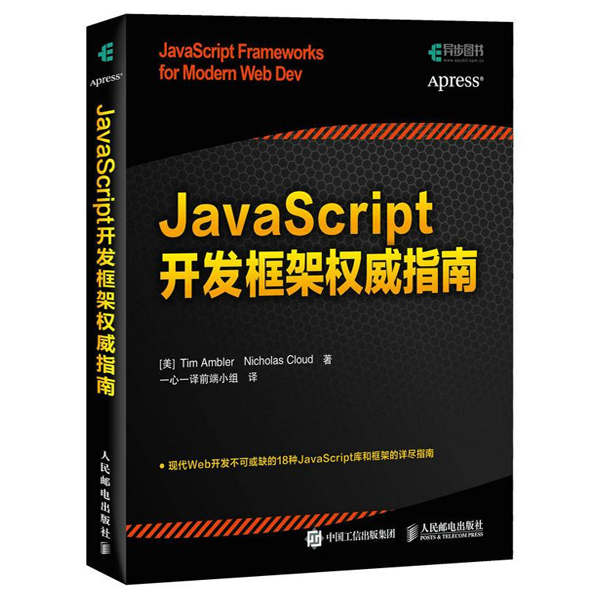 JavaScript Frameworks
for Modern Web Dev
异步图书
www.epubit.com.cn
Apress®
JavaScript
开发框架权威指南
[美] Tim Ambler Nicholas Cloud 著
一心一译前端小组 译
● 现代Web开发不可或缺的18种JavaScript库和框架的详尽指南
中国工信出版集团
人民邮电出版社
POSTS & TELECOM PRESS
Apress®
JavaScript开发框架权威指南
人民邮电出版社